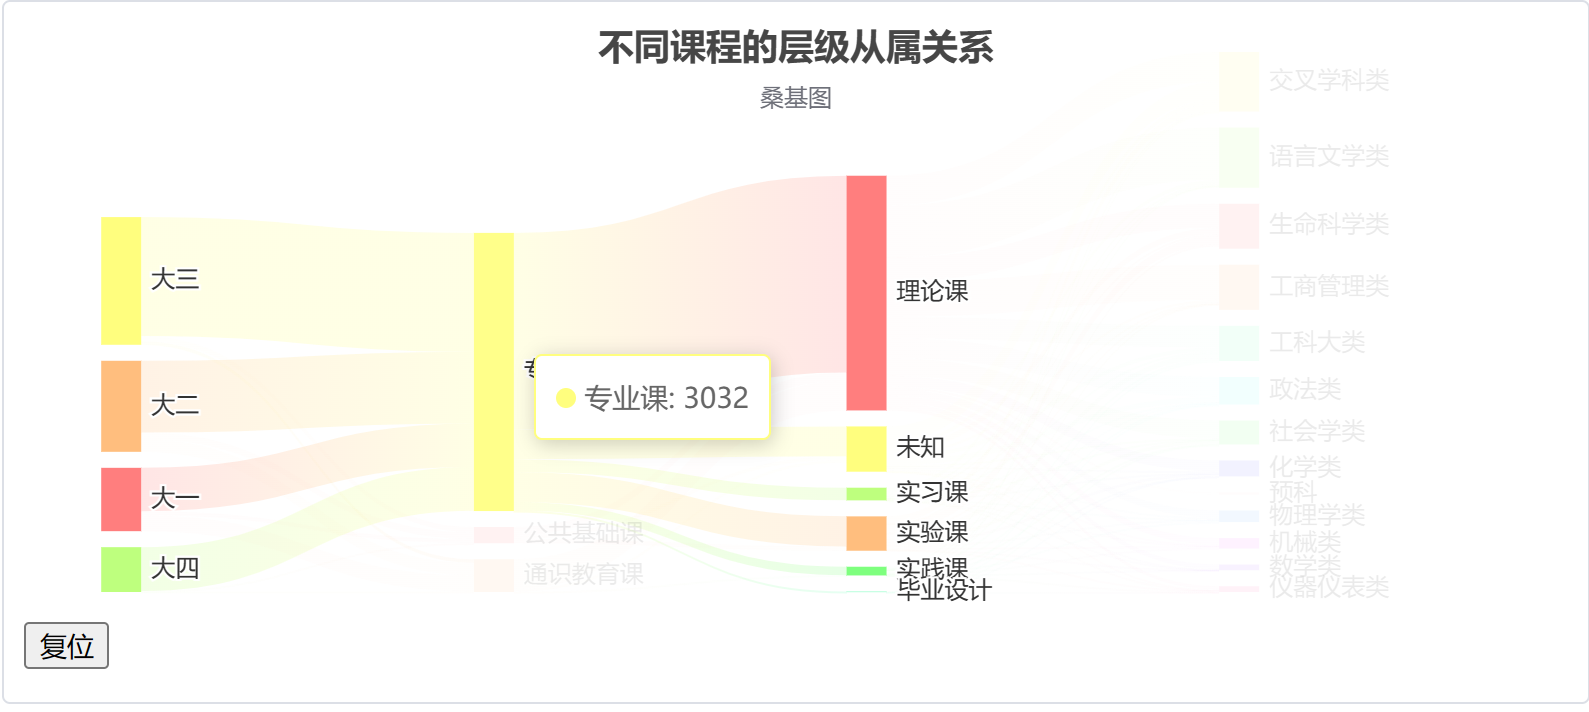 不同课程的层级从属关系
桑基图
大三
大二
大一
大四
专业课: 3032
公共基础课
通识教育课
理论课
未知
实习课
实验课
实践课
毕业设计
交叉学科类
语言文学类
生命科学类
工商管理类
工科大类
政法类
社会学类
化学类
预科
物理学类
机械类
数学类
仪器仪表类
复位